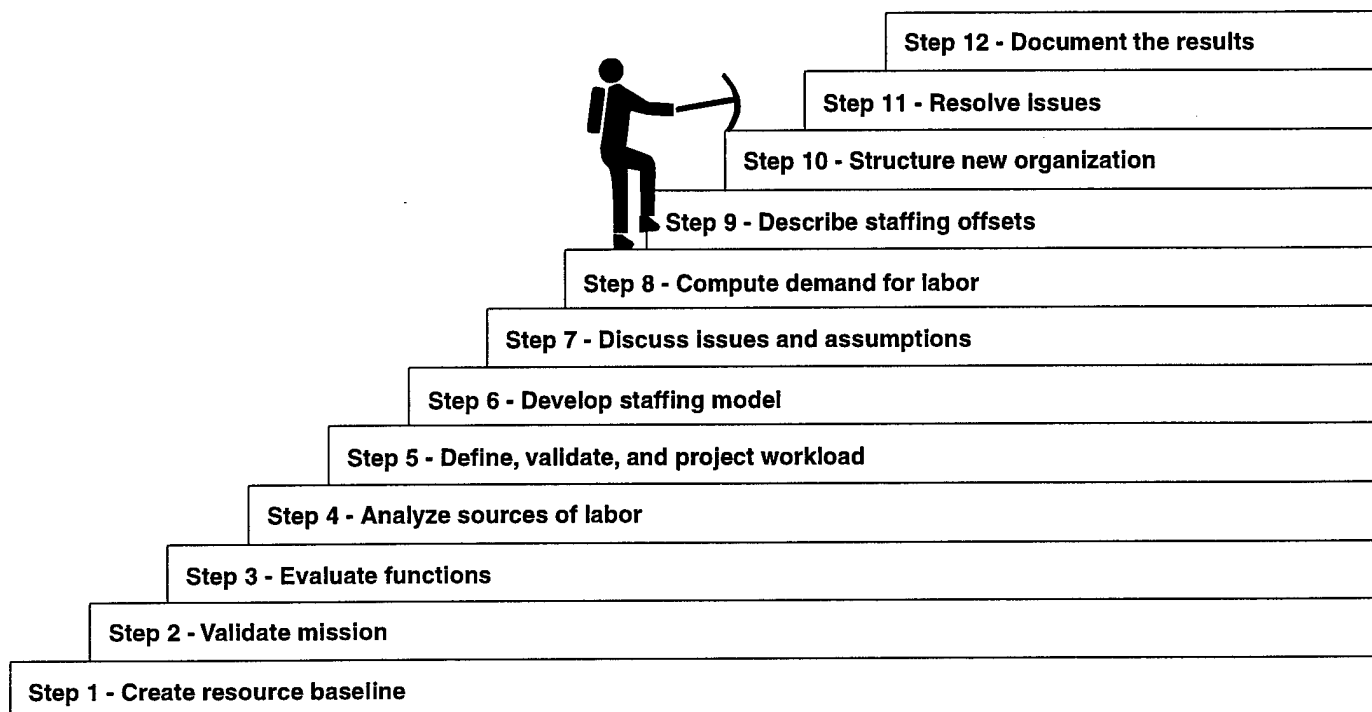 Step 12 - Document the results
Step 11 - Resolve issues
Step 10 - Structure new organization
Step 9 - Describe staffing offsets
Step 8 - Compute demand for labor
Step 7 - Discuss issues and assumptions
Step 6 - Develop staffing model
Step 5 - Define, validate, and project workload
Step 4 - Analyze sources of labor
Step 3 - Evaluate functions
Step 2 - Validate mission
Step 1 - Create resource baseline